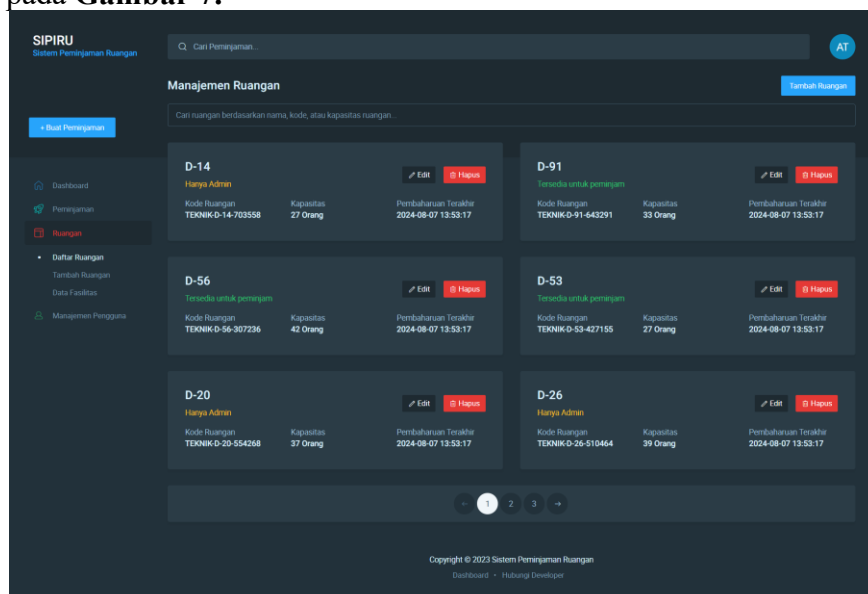 pada Gambar 7.
SIPIRU
Sistem Peminjaman Ruangan
Cari Peminjaman..
AT
Manajemen Ruangan
Tambah Ruangan
Cari ruangan berdasarkan nama, kode, atau kapasitas ruangan...
+ Buat Peminjaman
Dashboard
Peminjaman
Ruangan
Daftar Ruangan
Tambah Ruangan
Data Fasilitas
Manajemen Pengguna
D-14
Hanya Admin
Edit Hapus
Kode Ruangan Kapasitas Pembaharuan Terakhir
TEKNIK-D-14-703558 27 Orang 2024-08-07 13:53:17
D-91
Tersedia untuk peminjam
Edit Hapus
Kode Ruangan Kapasitas Pembaharuan Terakhir
TEKNIK-D-91-643291 33 Orang 2024-08-07 13:53:17
D-56
Tersedia untuk peminjam
Edit Hapus
Kode Ruangan Kapasitas Pembaharuan Terakhir
TEKNIK-D-56-307236 42 Orang 2024-08-07 13:53:17
D-53
Tersedia untuk peminjam
Edit Hapus
Kode Ruangan Kapasitas Pembaharuan Terakhir
TEKNIK-D-53-427155 27 Orang 2024-08-07 13:53:17
D-20
Hanya Admin
Edit Hapus
Kode Ruangan Kapasitas Pembaharuan Terakhir
TEKNIK-D-20-554268 37 Orang 2024-08-07 13:53:17
D-26
Hanya Admin
Edit Hapus
Kode Ruangan Kapasitas Pembaharuan Terakhir
TEKNIK-D-26-510464 39 Orang 2024-08-07 13:53:17
← 1 2 3 →
Copyright © 2023 Sistem Peminjaman Ruangan
Dashboard • Hubungi Developer